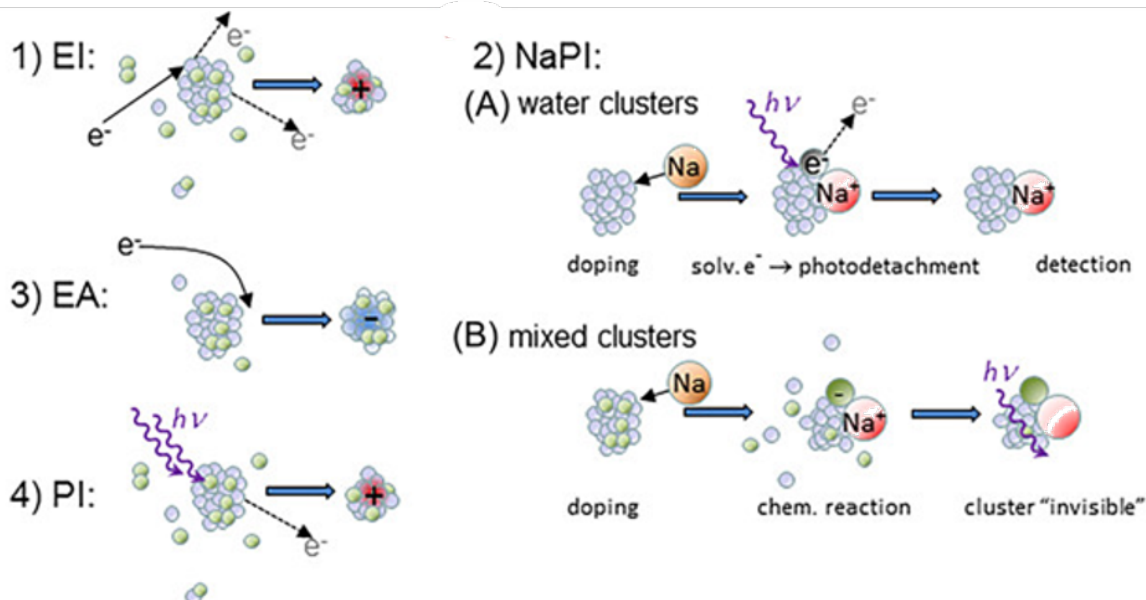 1) EI:
e-
e-
e-
+
3) EA:
e-
-
4) PI:
hν
+
e-
2) NaPI:
(A) water clusters
hν
e-
Na
e-
Na+
Na+
doping
solv. e- → photodetachment
detection
(B) mixed clusters
Na
-
Na+
hν
doping
chem. reaction
cluster “invisible”